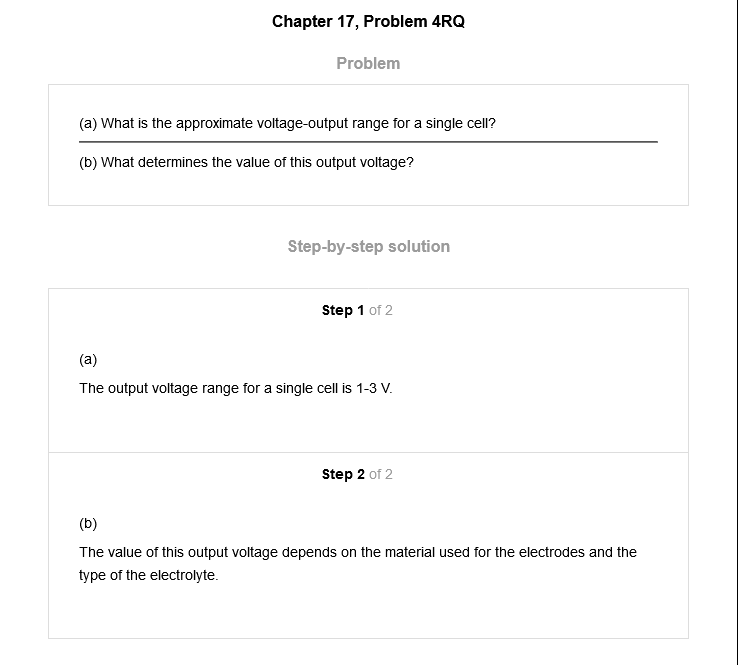 Chapter 17, Problem 4RQ
Problem
(a) What is the approximate voltage-output range for a single cell?
(b) What determines the value of this output voltage?
Step-by-step solution
Step 1 of 2
(a)
The output voltage range for a single cell is 1-3 V.
Step 2 of 2
(b)
The value of this output voltage depends on the material used for the electrodes and the
type of the electrolyte.